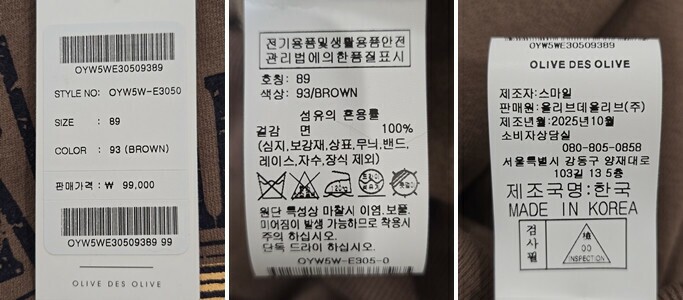 OYW5WE30509389
STYLE NO: OYW5W-E3050
SIZE : 89
COLOR : 93 (BROWN)
판매가격 : ₩ 99,000
OYW5WE30509389 99
OLIVE DES OLIVE
전기용품및생활용품안전
관리법에의한품질표시
호칭: 89
색상: 93/BROWN
섬유의 혼용률
겉감 면 100%
(심지,보강재,상표,무늬,밴드,
레이스,자수,장식 제외)
원단 특성상 마찰시 이염,보풀,
미어짐이 발생 가능하므로 착용시
주의 하십시오.
단독 드라이 하십시오.
OYW5W-E305-0
OYW5WE30509389
OLIVE DES OLIVE
제조자:스마일
판매원:올리브데올리브(주)
제조년월:2025년10월
소비자상담실
080-805-0858
서울특별시 강동구 양재대로
103길 13 5층
제조국명:한국
MADE IN KOREA
검사필
00
INSPECTION